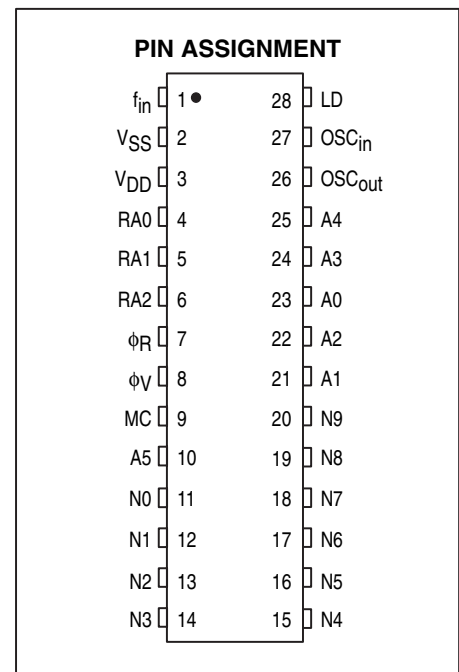 PIN ASSIGNMENT
fin 1 28 LD
VSS 2 27 OSCin
VDD 3 26 OSCout
RA0 4 25 A4
RA1 5 24 A3
RA2 6 23 A0
ϕR 7 22 A2
ϕV 8 21 A1
MC 9 20 N9
A5 10 19 N8
N0 11 18 N7
N1 12 17 N6
N2 13 16 N5
N3 14 15 N4